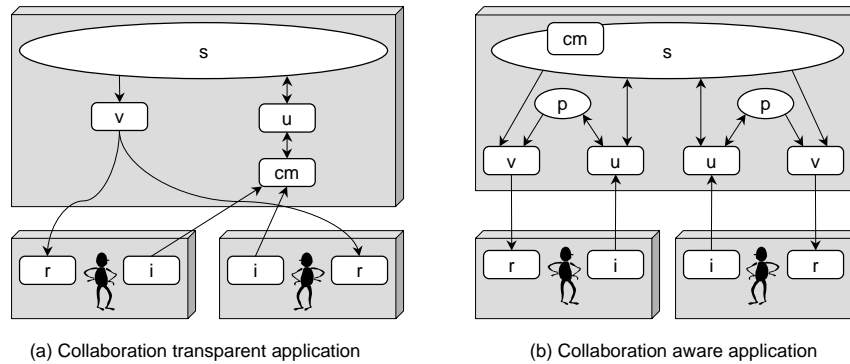 s
v
u
cm
r
i
i
r
(a) Collaboration transparent application
cm
s
p
p
v
u
u
v
r
i
i
r
(b) Collaboration aware application